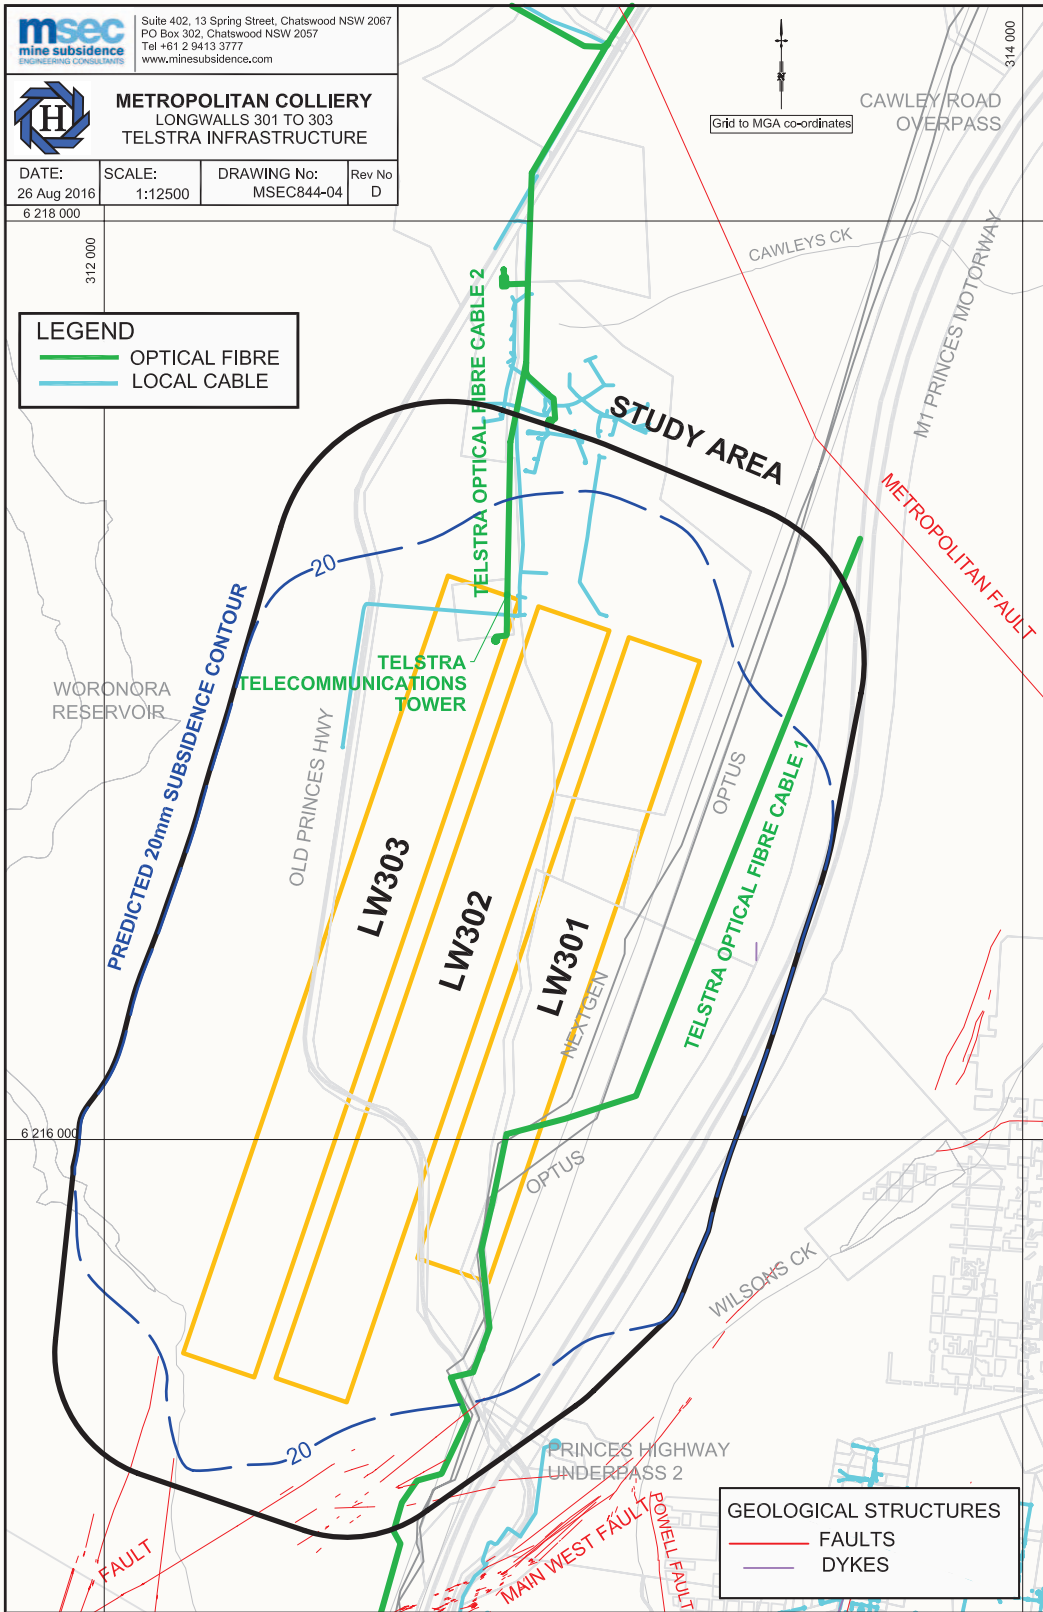 msec
mine subsidence
ENGINEERING CONSULTANTS
Suite 402, 13 Spring Street, Chatswood NSW 2067
PO Box 302, Chatswood NSW 2057
Tel +61 2 9413 3777
www.minesubsidence.com
H
METROPOLITAN COLLIERY
LONGWALLS 301 TO 303
TELSTRA INFRASTRUCTURE
DATE:
26 Aug 2016
SCALE:
1:12500
DRAWING No:
MSEC844-04
Rev No
D
6 218 000
312 000
314 000
N
Grid to MGA co-ordinates
CAWLEY ROAD
OVERPASS
CAWLEYS CK
M1 PRINCES MOTORWAY
LEGEND
OPTICAL FIBRE
LOCAL CABLE
TELSTRA OPTICAL FIBRE CABLE 2
STUDY AREA
METROPOLITAN FAULT
20
PREDICTED 20mm SUBSIDENCE CONTOUR
WORONORA
RESERVOIR
TELSTRA
TELECOMMUNICATIONS
TOWER
OLD PRINCES HWY
OPTUS
TELSTRA OPTICAL FIBRE CABLE 1
LW303
LW302
LW301
NEXTGEN
6 216 000
OPTUS
WILSONS CK
20
PRINCES HIGHWAY
UNDERPASS 2
FAULT
MAIN WEST FAULT
POWELL FAULT
GEOLOGICAL STRUCTURES
FAULTS
DYKES